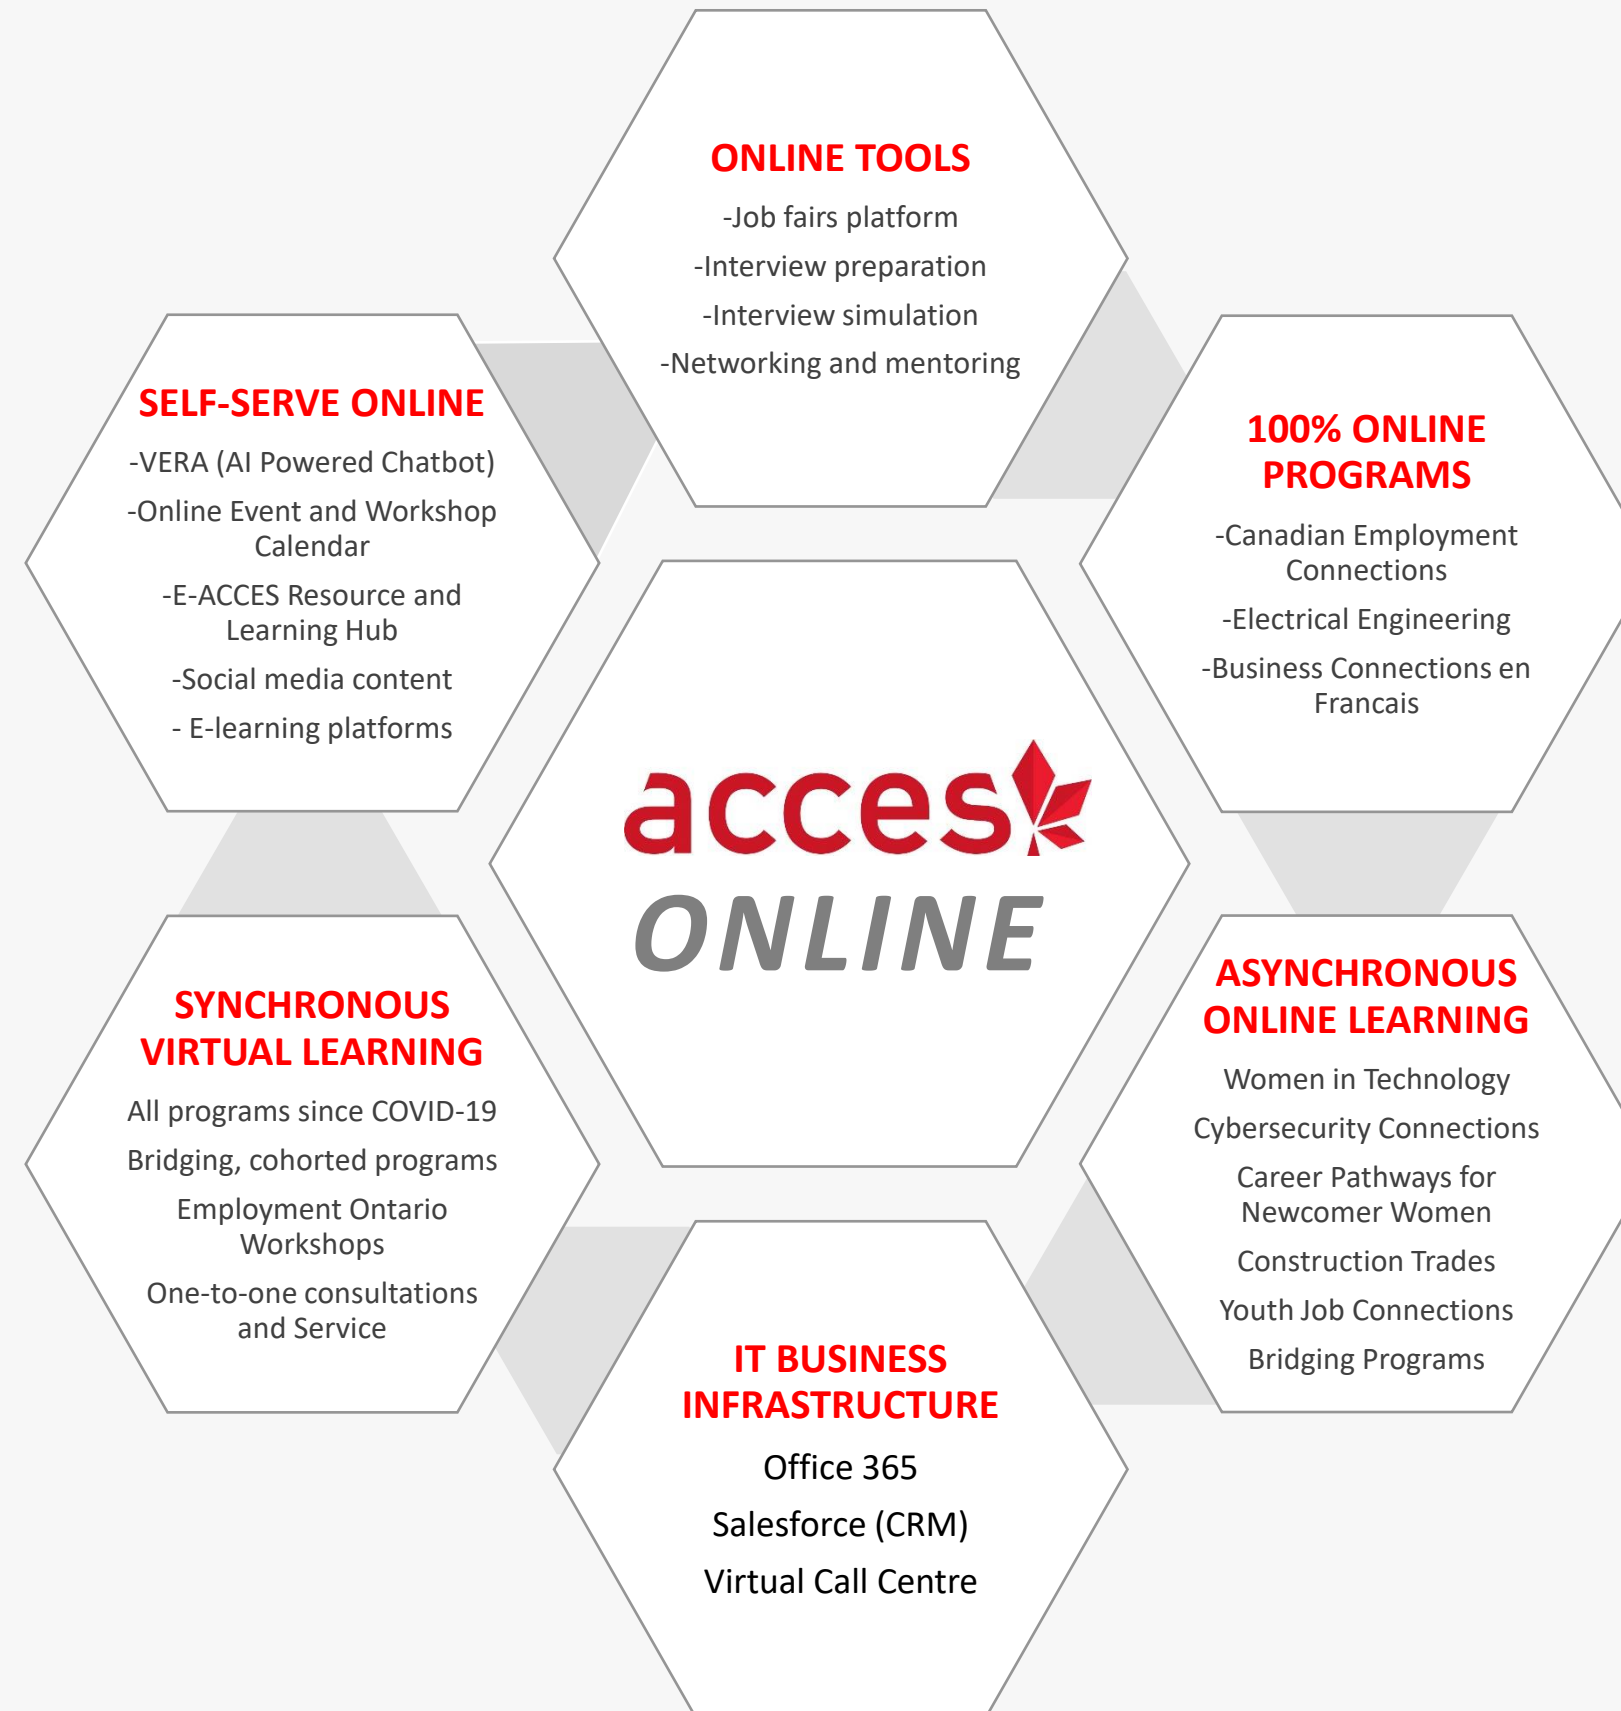 ONLINE TOOLS
-Job fairs platform
-Interview preparation
-Interview simulation
-Networking and mentoring
SELF-SERVE ONLINE
-VERA (AI Powered Chatbot)
-Online Event and Workshop
Calendar
-E-ACCES Resource and
Learning Hub
-Social media content
- E-learning platforms
100% ONLINE
PROGRAMS
-Canadian Employment
Connections
-Electrical Engineering
-Business Connections en
Francais
acces
ONLINE
SYNCHRONOUS
VIRTUAL LEARNING
All programs since COVID-19
Bridging, cohorted programs
Employment Ontario
Workshops
One-to-one consultations
and Service
ASYNCHRONOUS
ONLINE LEARNING
Women in Technology
Cybersecurity Connections
Career Pathways for
Newcomer Women
Construction Trades
Youth Job Connections
Bridging Programs
IT BUSINESS
INFRASTRUCTURE
Office 365
Salesforce (CRM)
Virtual Call Centre